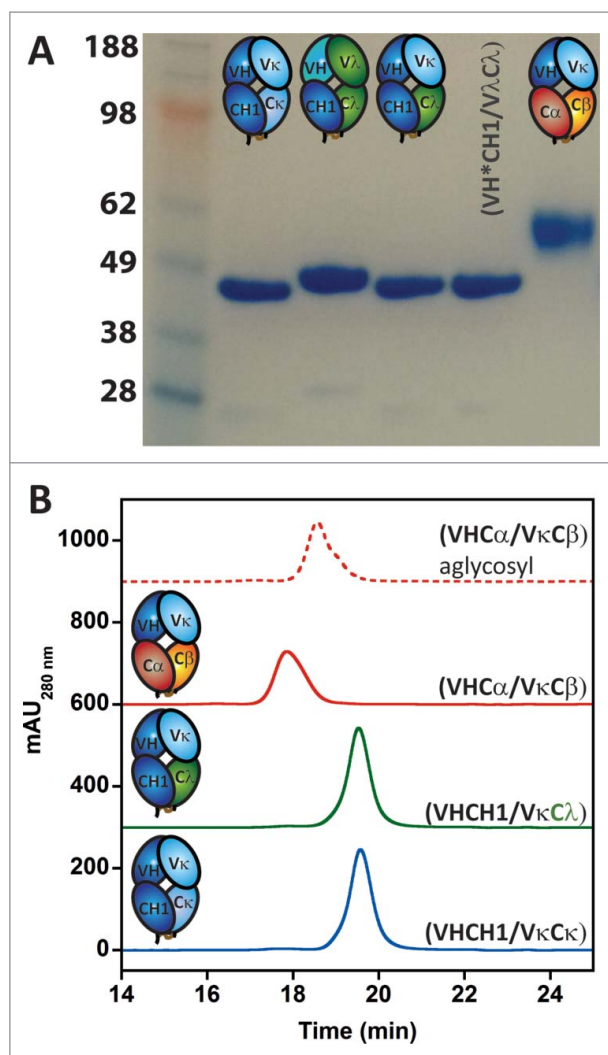 A
188
98
62
49
38
28
VH Vκ
CH1 Cκ
VH Vλ
CH1 Cλ
VH Vκ
CH1 Cλ
(VH*CH1/VλCλ)
VH Vκ
Cα Cβ
B
1000
800
600
400
200
0
mAU280 nm
(VHCα/VκCβ)
aglycosyl
VH Vκ
Cα Cβ
(VHCα/VκCβ)
VH Vκ
CH1 Cλ
(VHCH1/VκCλ)
VH Vκ
CH1 Cκ
(VHCH1/VκCκ)
14 16 18 20 22 24
Time (min)